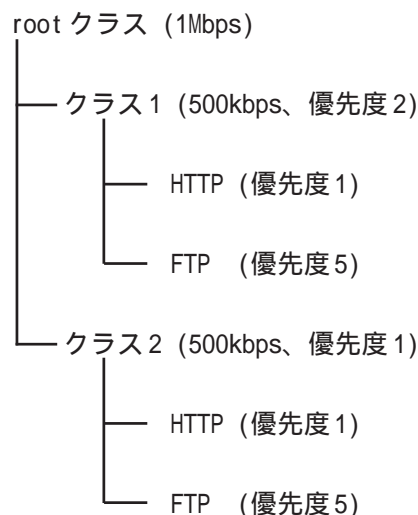 root クラス (1Mbps)
クラス1 (500kbps、優先度2)
HTTP (優先度1)
FTP (優先度5)
クラス2 (500kbps、優先度1)
HTTP (優先度1)
FTP (優先度5)